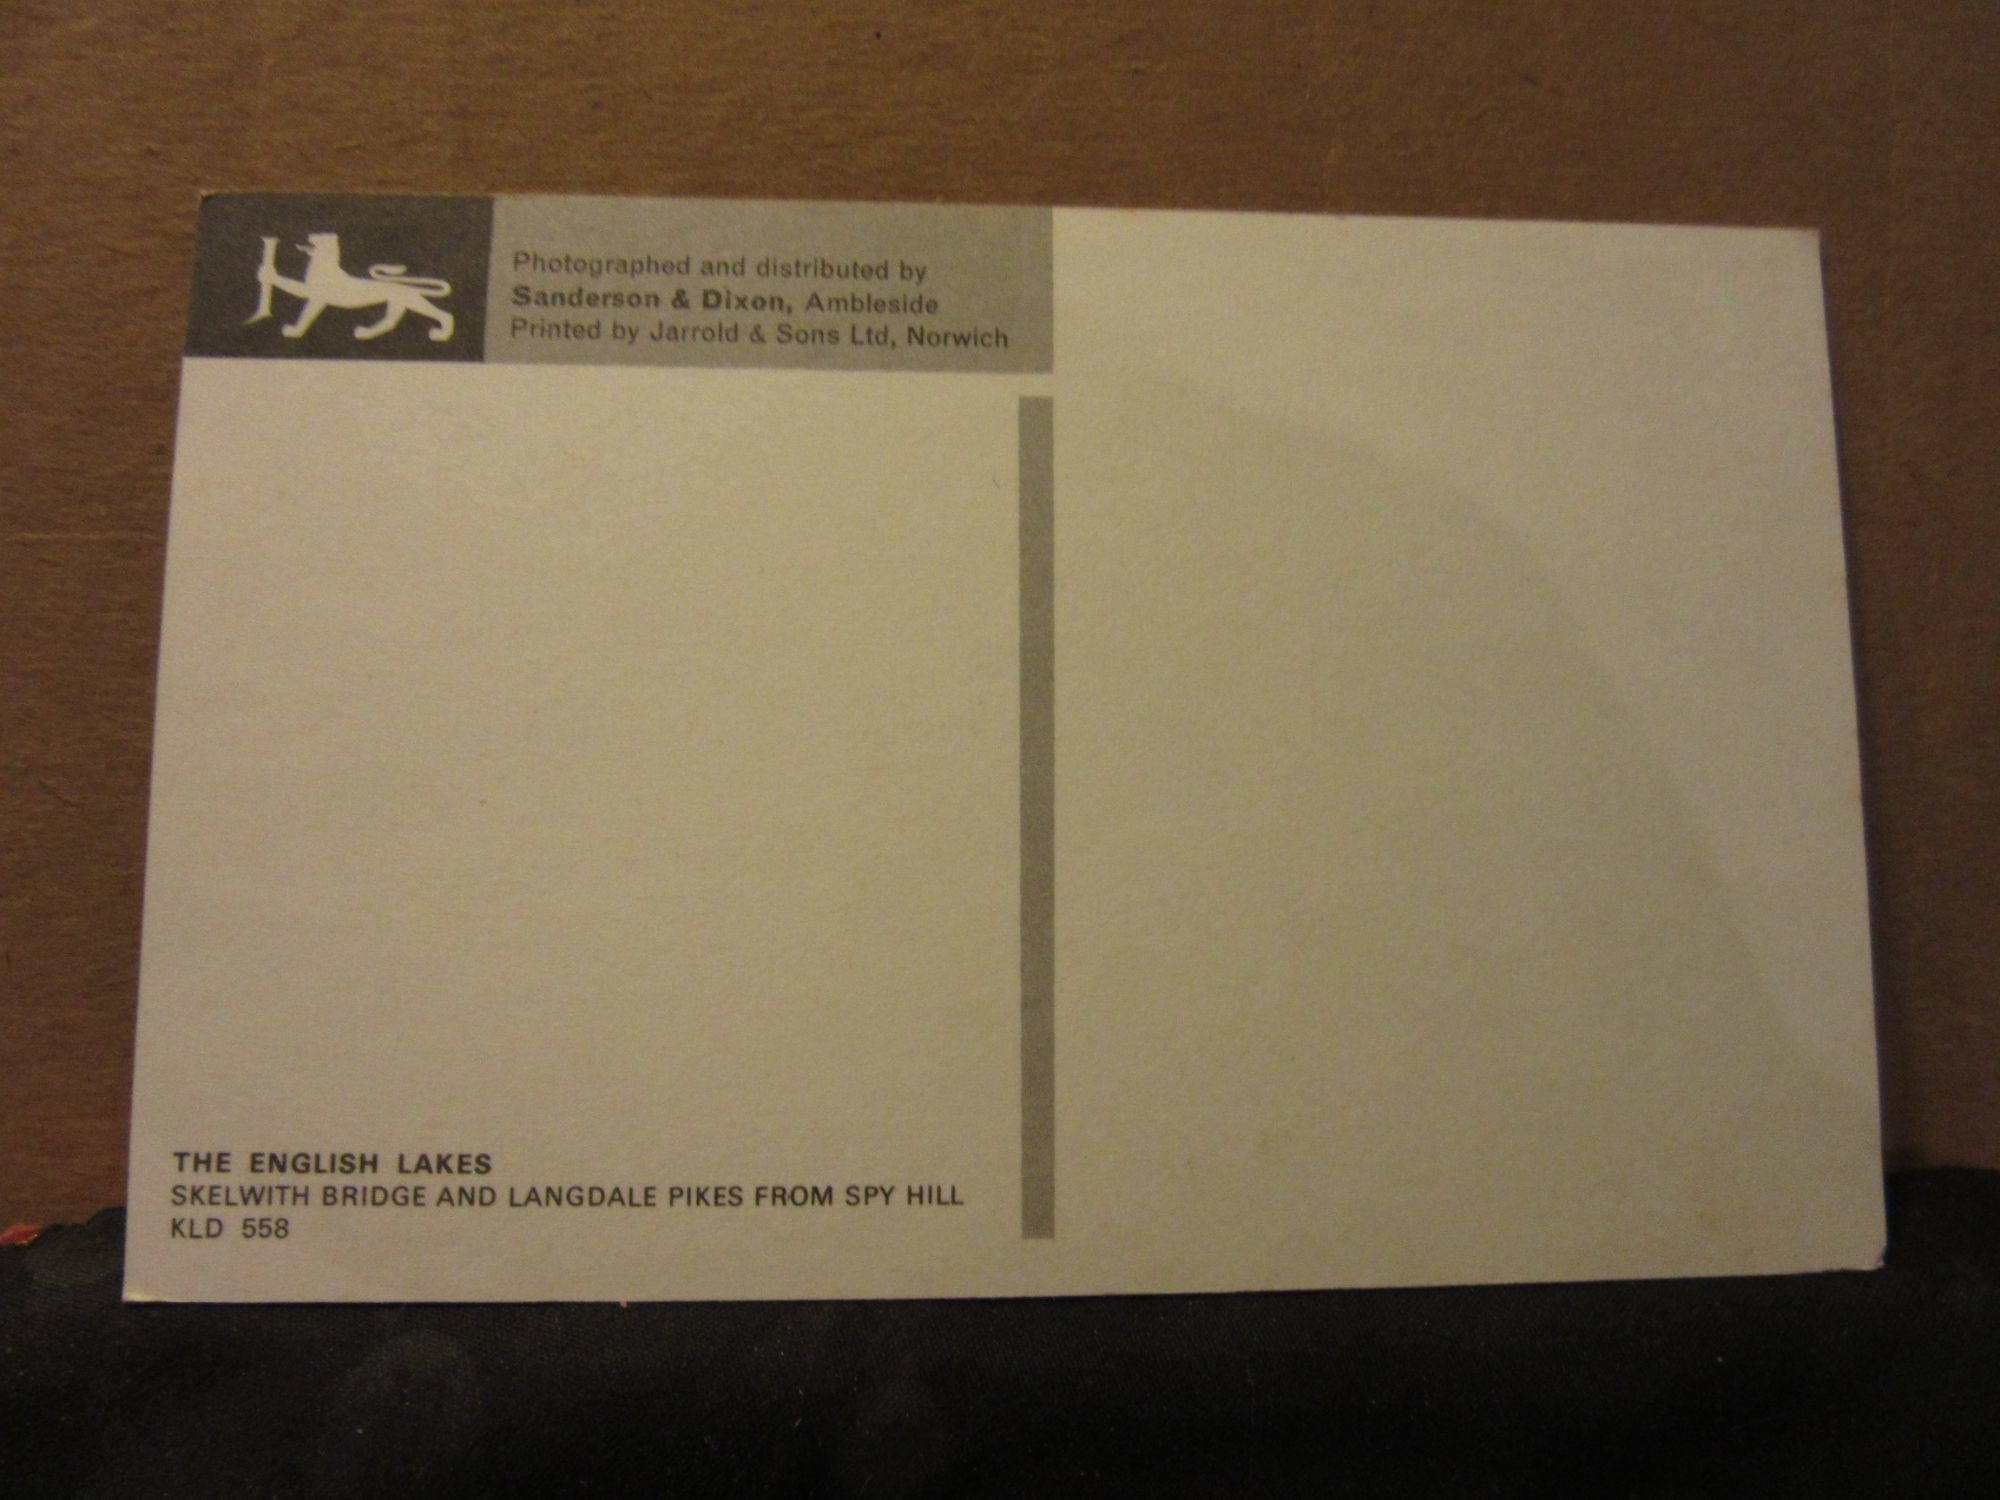 Photographed and distributed by
Sanderson & Dixon, Ambleside
Printed by Jarrold & Sons Ltd, Norwich
THE ENGLISH LAKES
SKELWITH BRIDGE AND LANGDALE PIKES FROM SPY HILL
KLD 558